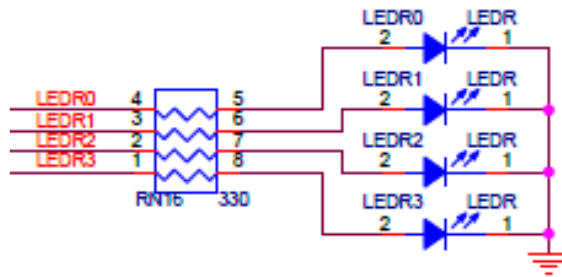 LEDR0 LEDR
2 1
LEDR0 4 5
LEDR1 3 6
LEDR2 2 7
LEDR3 1 8
RN16 330
LEDR1 LEDR
2 1
LEDR2 LEDR
2 1
LEDR3 LEDR
2 1